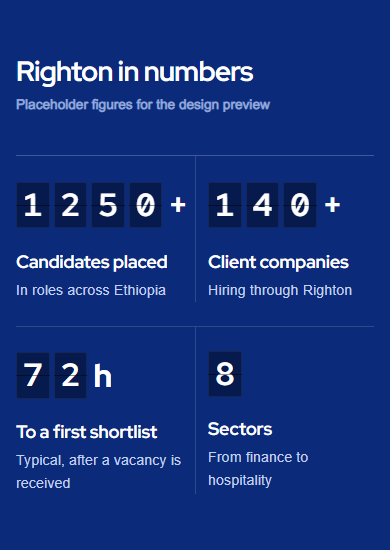 Righton in numbers
Placeholder figures for the design preview
1250+
Candidates placed
In roles across Ethiopia
140+
Client companies
Hiring through Righton
72h
To a first shortlist
Typical, after a vacancy is
received
8
Sectors
From finance to
hospitality